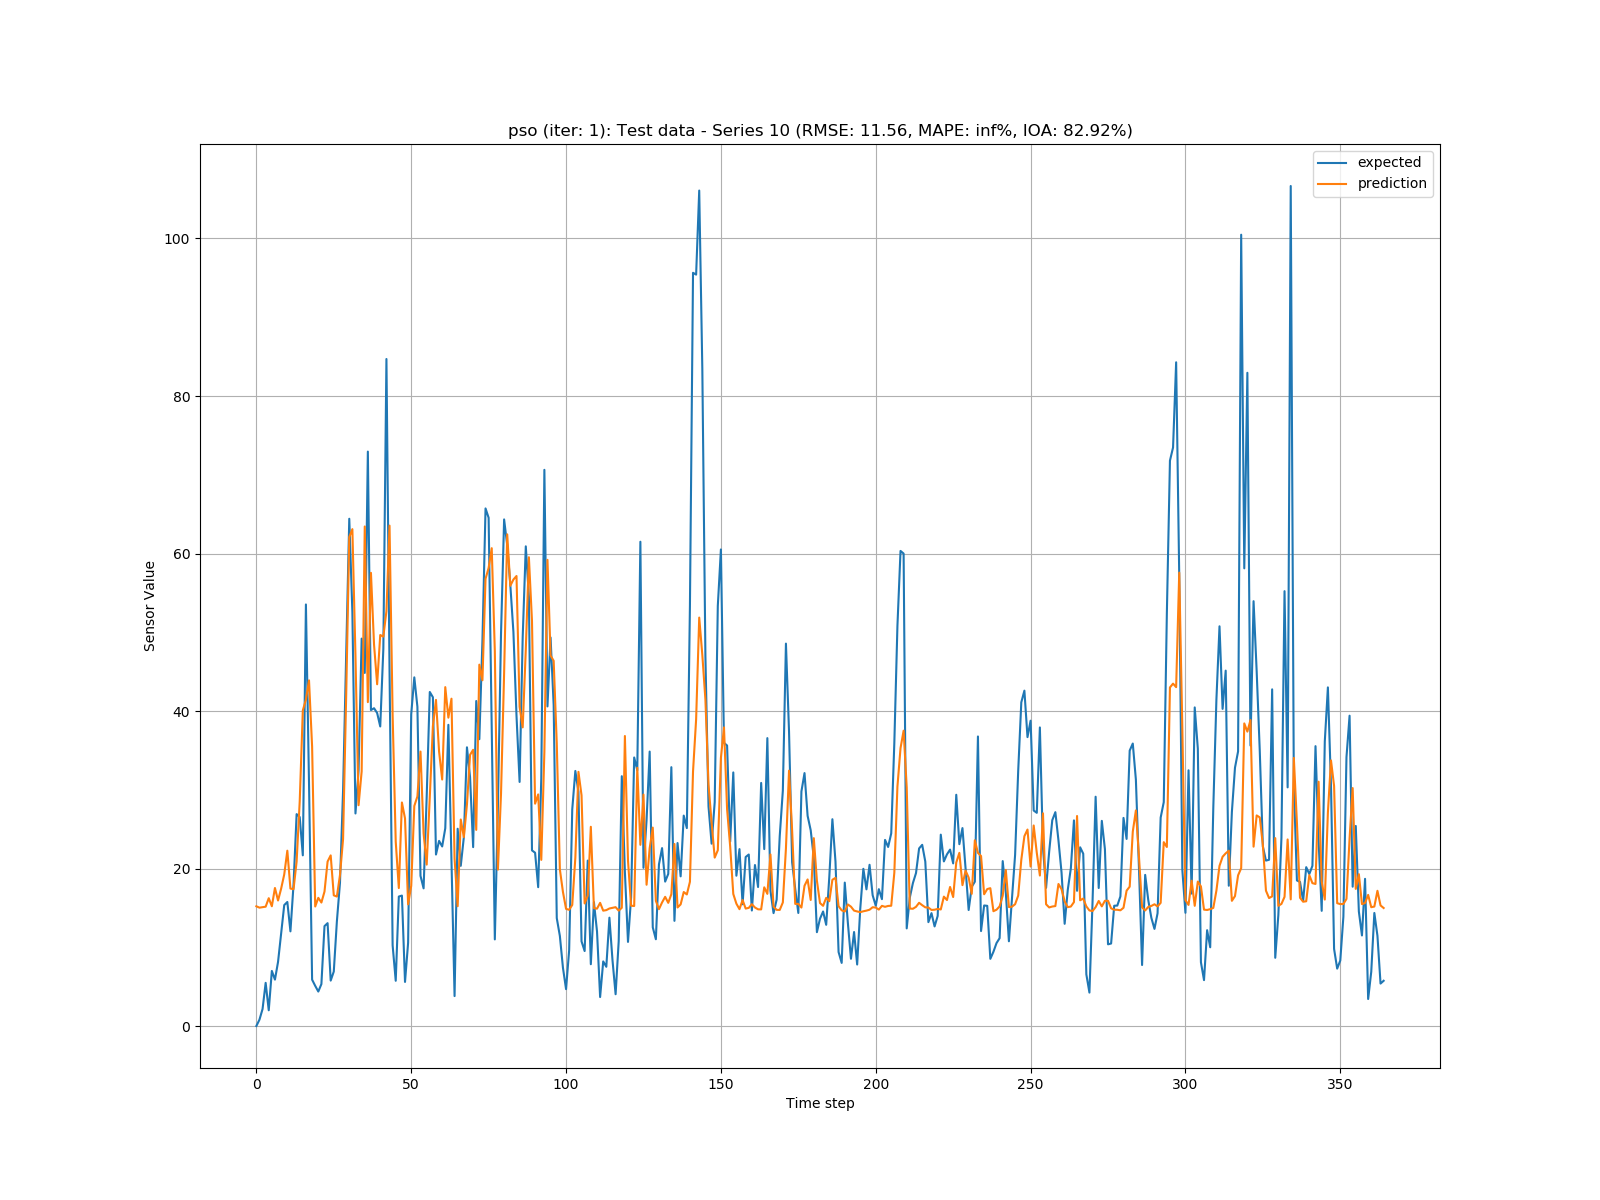 pso (iter: 1): Test data - Series 10 (RMSE: 11.56, MAPE: inf%, IOA: 82.92%)
expected
prediction
100
80
60
40
20
0
Sensor Value
0 50 100 150 200 250 300 350
Time step